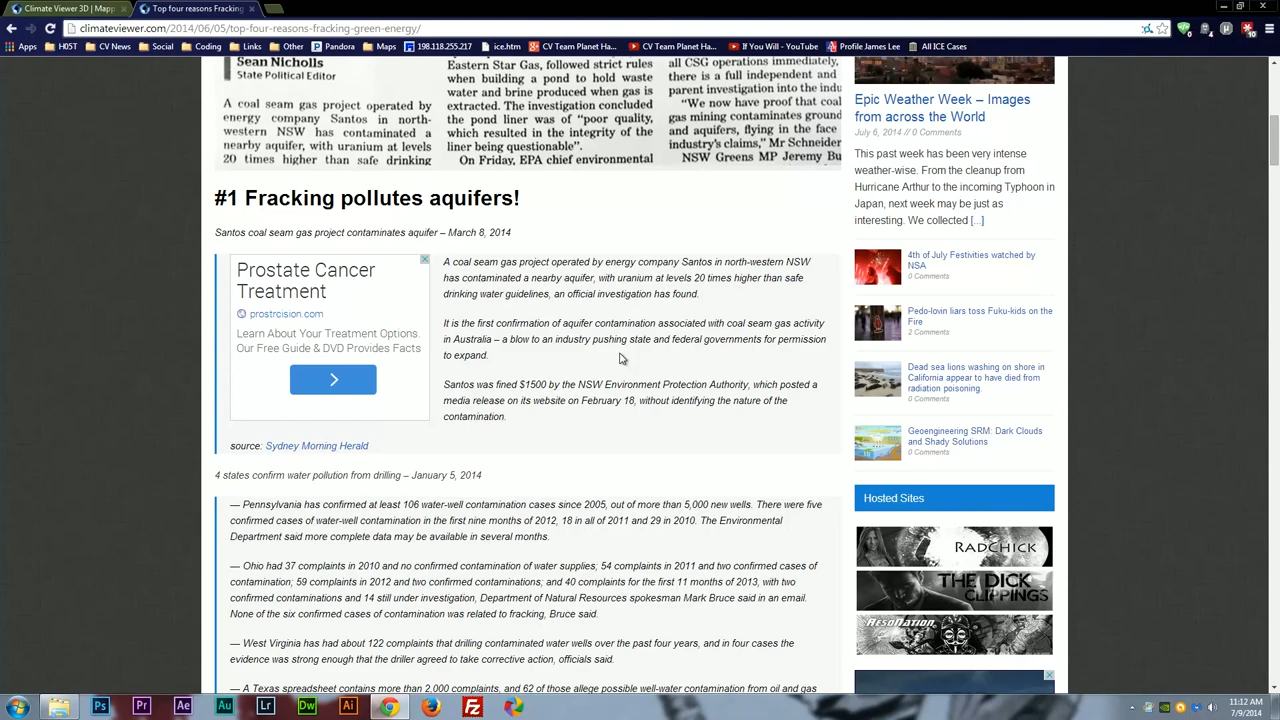 Climate Viewer 3D | Mapp
Top four reasons Fracking
climateviewer.com/2014/06/05/top-four-reasons-fracking-green-energy/
Apps H05T CV News Social Coding Links Other Pandora Maps 198.118.255.217 ice.htm CV Team Planet Ha... CV Team Planet Ha... If You Will - YouTube Profile James Lee All ICE Cases
Sean Nicholls
State Political Editor
A coal seam gas project operated by
energy company Santos in north-
western NSW has contaminated a
nearby aquifer, with uranium at levels
20 times higher than safe drinking
Eastern Star Gas, followed strict rules
when building a pond to hold waste
water and brine produced when gas is
extracted. The investigation concluded
the pond liner was of “poor quality,
which resulted in the integrity of the
liner being questionable”.
On Friday, EPA chief environmental
all CSG operations immediately,
there is a full independent and
parent investigation into the indu
“We now have proof that coal
gas mining contaminates ground
and aquifers, flying in the face
industry's claims,” Mr Schneider
NSW Greens MP Jeremy Bu
#1 Fracking pollutes aquifers!
Santos coal seam gas project contaminates aquifer – March 8, 2014
Prostate Cancer
Treatment
prostrcision.com
Learn About Your Treatment Options.
Our Free Guide & DVD Provides Facts
A coal seam gas project operated by energy company Santos in north-western NSW
has contaminated a nearby aquifer, with uranium at levels 20 times higher than safe
drinking water guidelines, an official investigation has found.
It is the first confirmation of aquifer contamination associated with coal seam gas activity
in Australia – a blow to an industry pushing state and federal governments for permission
to expand.
Santos was fined $1500 by the NSW Environment Protection Authority, which posted a
media release on its website on February 18, without identifying the nature of the
contamination.
source: Sydney Morning Herald
4 states confirm water pollution from drilling – January 5, 2014
— Pennsylvania has confirmed at least 106 water-well contamination cases since 2005, out of more than 5,000 new wells. There were five
confirmed cases of water-well contamination in the first nine months of 2012, 18 in all of 2011 and 29 in 2010. The Environmental
Department said more complete data may be available in several months.
— Ohio had 37 complaints in 2010 and no confirmed contamination of water supplies; 54 complaints in 2011 and two confirmed cases of
contamination; 59 complaints in 2012 and two confirmed contaminations; and 40 complaints for the first 11 months of 2013, with two
confirmed contaminations and 14 still under investigation, Department of Natural Resources spokesman Mark Bruce said in an email.
None of the six confirmed cases of contamination was related to fracking, Bruce said.
— West Virginia has had about 122 complaints that drilling contaminated water wells over the past four years, and in four cases the
evidence was strong enough that the driller agreed to take corrective action, officials said.
— A Texas spreadsheet contains more than 2,000 complaints, and 62 of those allege possible well-water contamination from oil and gas
Epic Weather Week – Images
from across the World
July 6, 2014 // 0 Comments
This past week has been very intense
weather-wise. From the cleanup from
Hurricane Arthur to the incoming Typhoon in
Japan, next week may be just as
interesting. We collected [...]
4th of July Festivities watched by
NSA
0 Comments
Pedo-lovin liars toss Fuku-kids on the
Fire
2 Comments
Dead sea lions washing on shore in
California appear to have died from
radiation poisoning.
0 Comments
Geoengineering SRM: Dark Clouds
and Shady Solutions
0 Comments
Hosted Sites
RADCHICK
THE DICK
CLIPPINGS
RESONATION
Ps Pr Ae Au Lr Dw Ai Fz
11:12 AM
7/9/2014